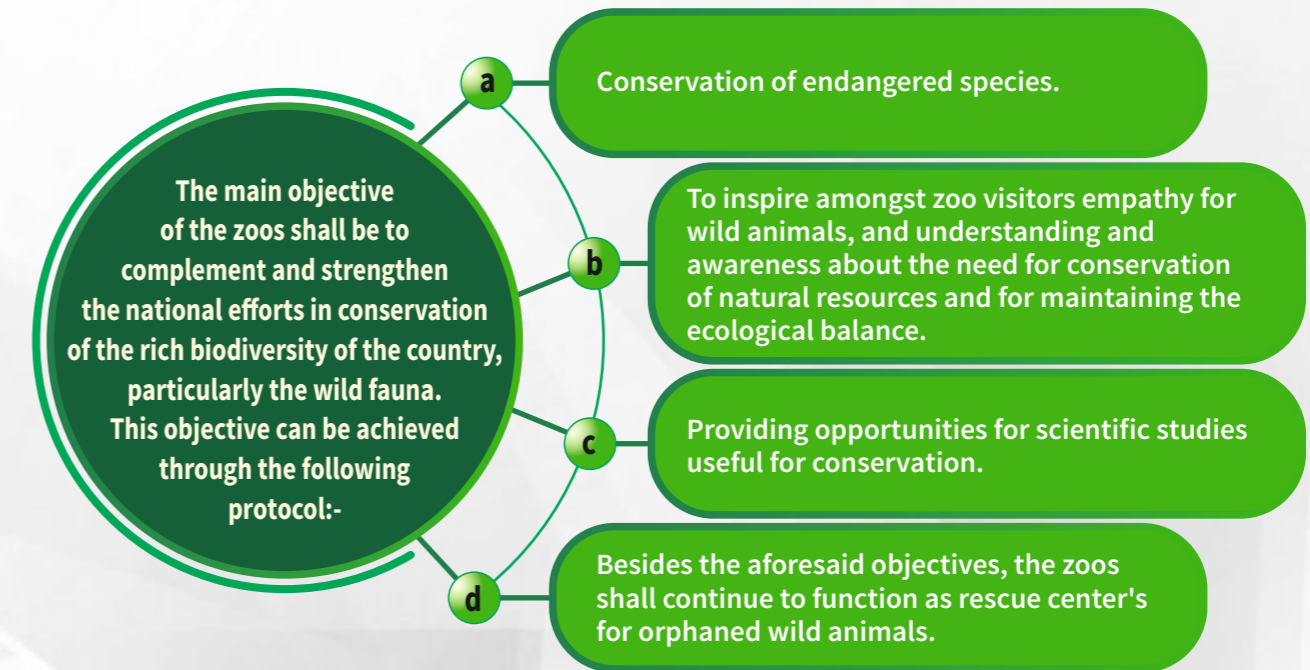 The main objective
of the zoos shall be to
complement and strengthen
the national efforts in conservation
of the rich biodiversity of the country,
particularly the wild fauna.
This objective can be achieved
through the following
protocol:-
a
Conservation of endangered species.
b
To inspire amongst zoo visitors empathy for
wild animals, and understanding and
awareness about the need for conservation
of natural resources and for maintaining the
ecological balance.
c
Providing opportunities for scientific studies
useful for conservation.
d
Besides the aforesaid objectives, the zoos
shall continue to function as rescue center's
for orphaned wild animals.